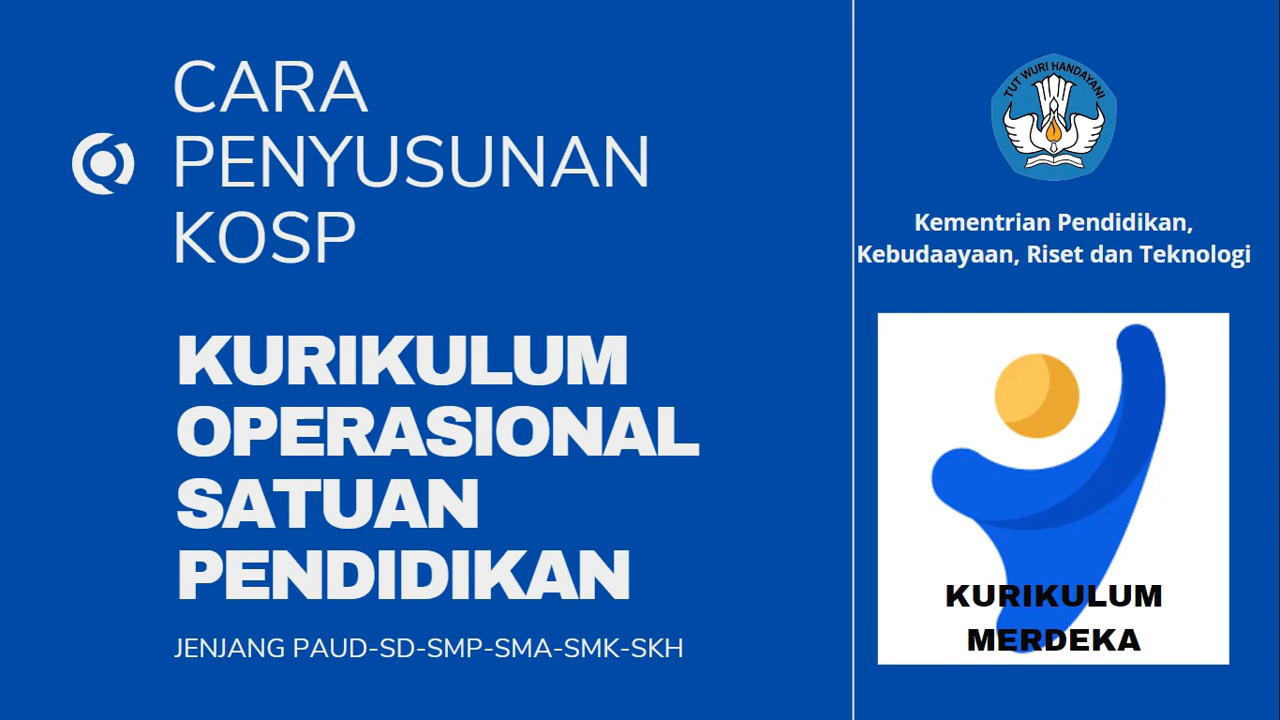 CARA
PENYUSUNAN
KOSP
KURIKULUM
OPERASIONAL
SATUAN
PENDIDIKAN
JENJANG PAUD-SD-SMP-SMA-SMK-SKH
TUT WURI HANDAYANI
Kementrian Pendidikan,
Kebudaayaan, Riset dan Teknologi
KURIKULUM
MERDEKA